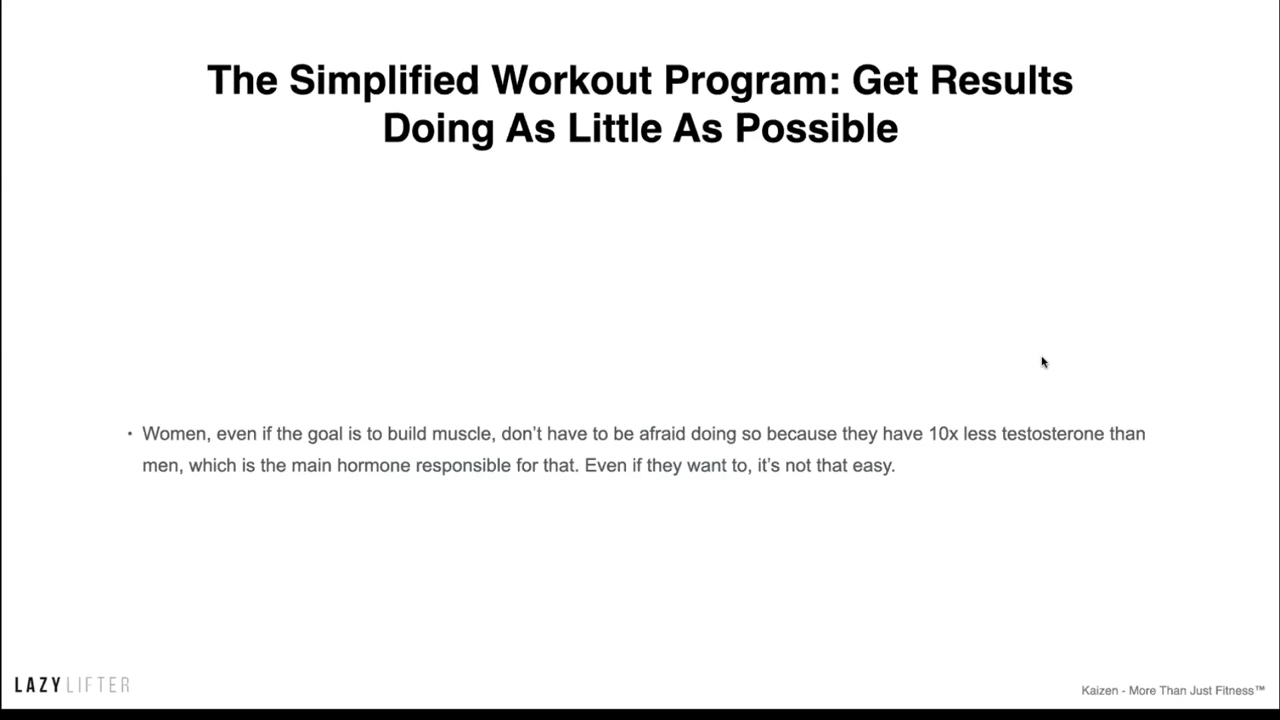 The Simplified Workout Program: Get Results
Doing As Little As Possible
• Women, even if the goal is to build muscle, don’t have to be afraid doing so because they have 10x less testosterone than
men, which is the main hormone responsible for that. Even if they want to, it’s not that easy.
LAZYLIFTER
Kaizen - More Than Just Fitness™